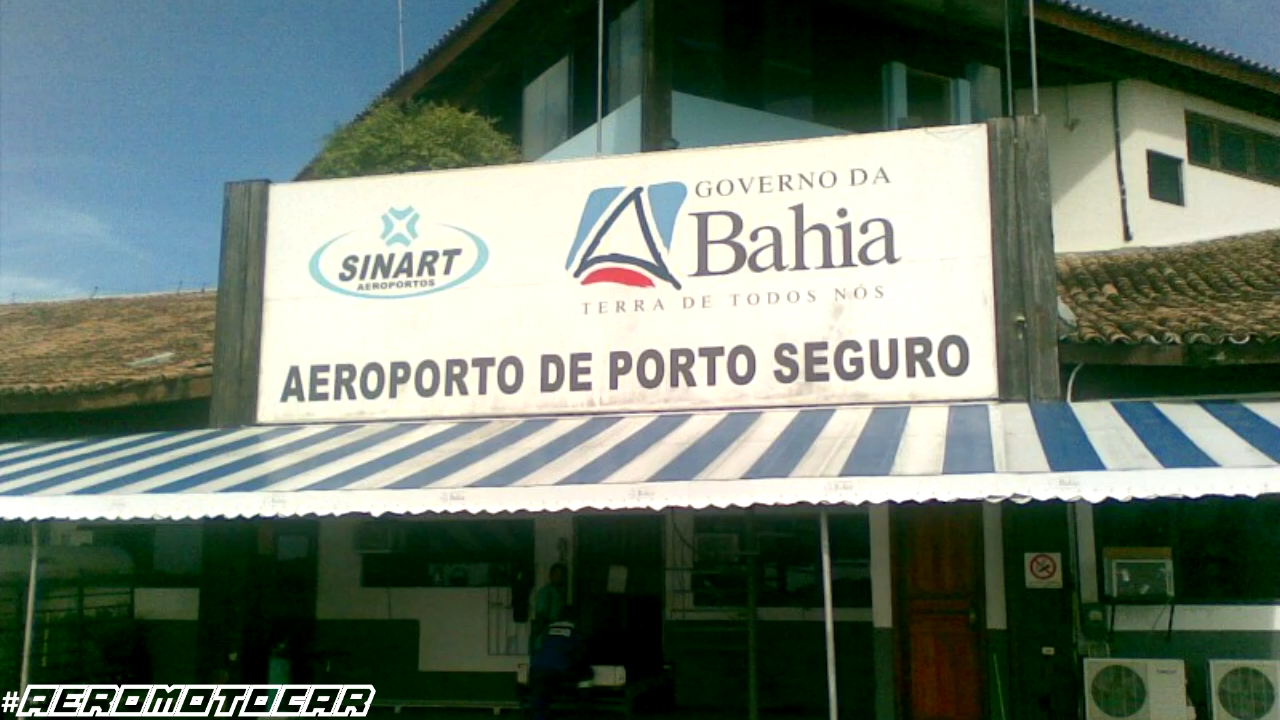 SINART
AEROPORTOS
GOVERNO DA
Bahia
TERRA DE TODOS NÓS
AEROPORTO DE PORTO SEGURO
#AEROMOTOCAR